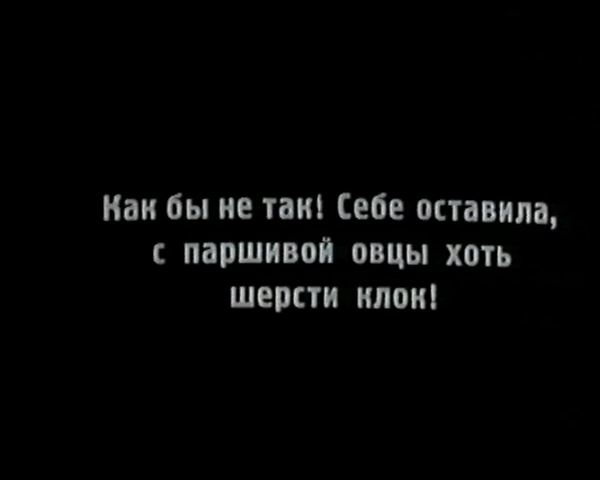 Как бы не так! Себе оставила,
с паршивой овцы хоть
шерсти клок!